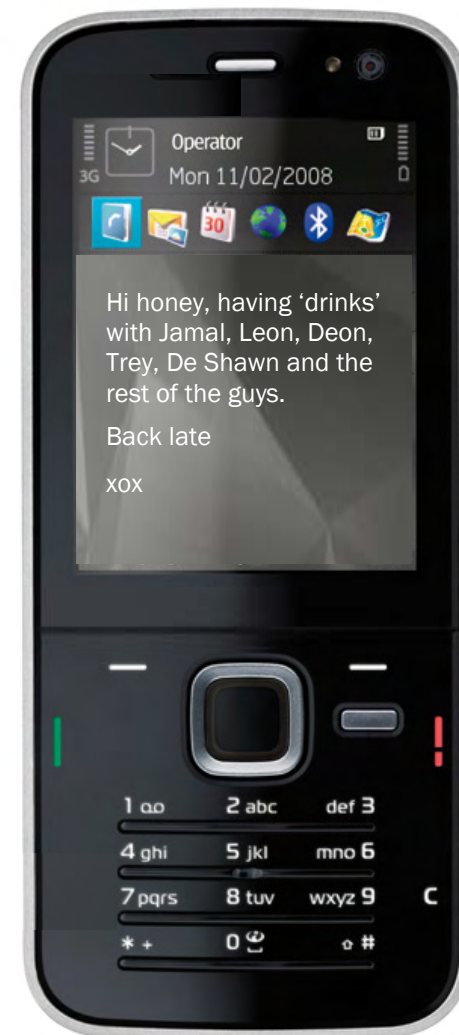 Operator
3G
Mon 11/02/2008
30
Hi honey, having ‘drinks’
with Jamal, Leon, Deon,
Trey, De Shawn and the
rest of the guys.
Back late
xox
1
2 abc
def 3
4 ghi
5 jkl
mno 6
7 pqrs
8 tuv
wxyz 9
C
* +
0
#